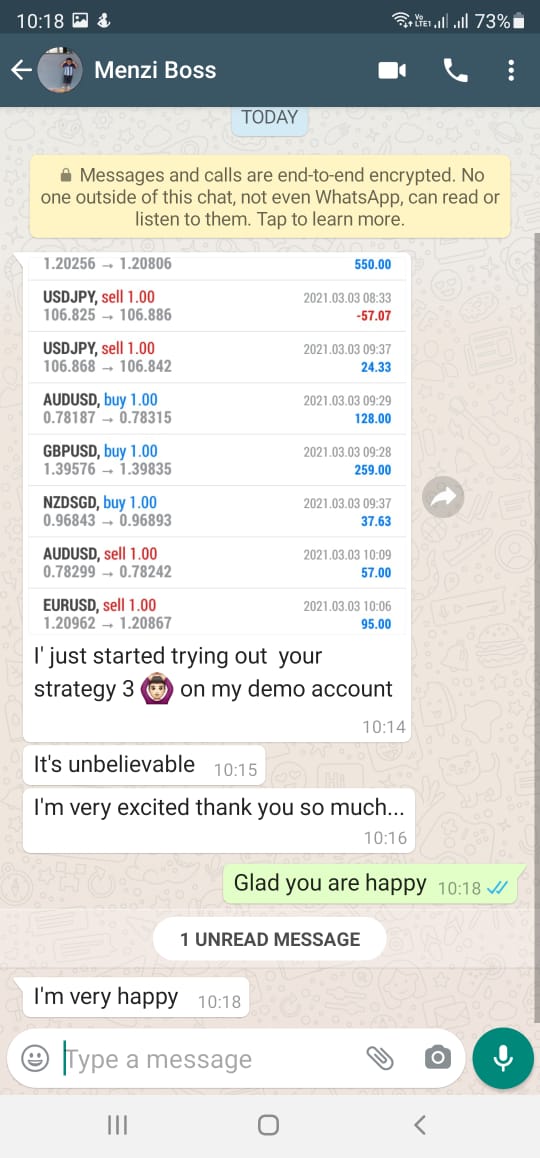 10:18 73%
Menzi Boss
TODAY
Messages and calls are end-to-end encrypted. No
one outside of this chat, not even WhatsApp, can read or
listen to them. Tap to learn more.
1.20256 → 1.20806 550.00
USDJPY, sell 1.00 2021.03.03 08:33
106.825 → 106.886 -57.07
USDJPY, sell 1.00 2021.03.03 09:37
106.868 → 106.842 24.33
AUDUSD, buy 1.00 2021.03.03 09:29
0.78187 → 0.78315 128.00
GBPUSD, buy 1.00 2021.03.03 09:28
1.39576 → 1.39835 259.00
NZDSGD, buy 1.00 2021.03.03 09:37
0.96843 → 0.96893 37.63
AUDUSD, sell 1.00 2021.03.03 10:09
0.78299 → 0.78242 57.00
EURUSD, sell 1.00 2021.03.03 10:06
1.20962 → 1.20867 95.00
I' just started trying out your
strategy 3 🙆🏻‍♂️ on my demo account
10:14
It's unbelievable 10:15
I'm very excited thank you so much...
10:16
Glad you are happy 10:18
1 UNREAD MESSAGE
I'm very happy 10:18
Type a message